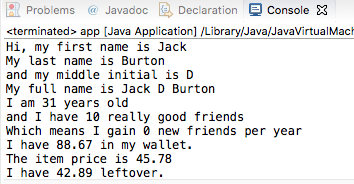 Problems @ Javadoc Declaration Console
<terminated> app [Java Application] /Library/Java/JavaVirtualMach
Hi, my first name is Jack
My last name is Burton
and my middle initial is D
My full name is Jack D Burton
I am 31 years old
and I have 10 really good friends
Which means I gain 0 new friends per year
I have 88.67 in my wallet.
The item price is 45.78
I have 42.89 leftover.